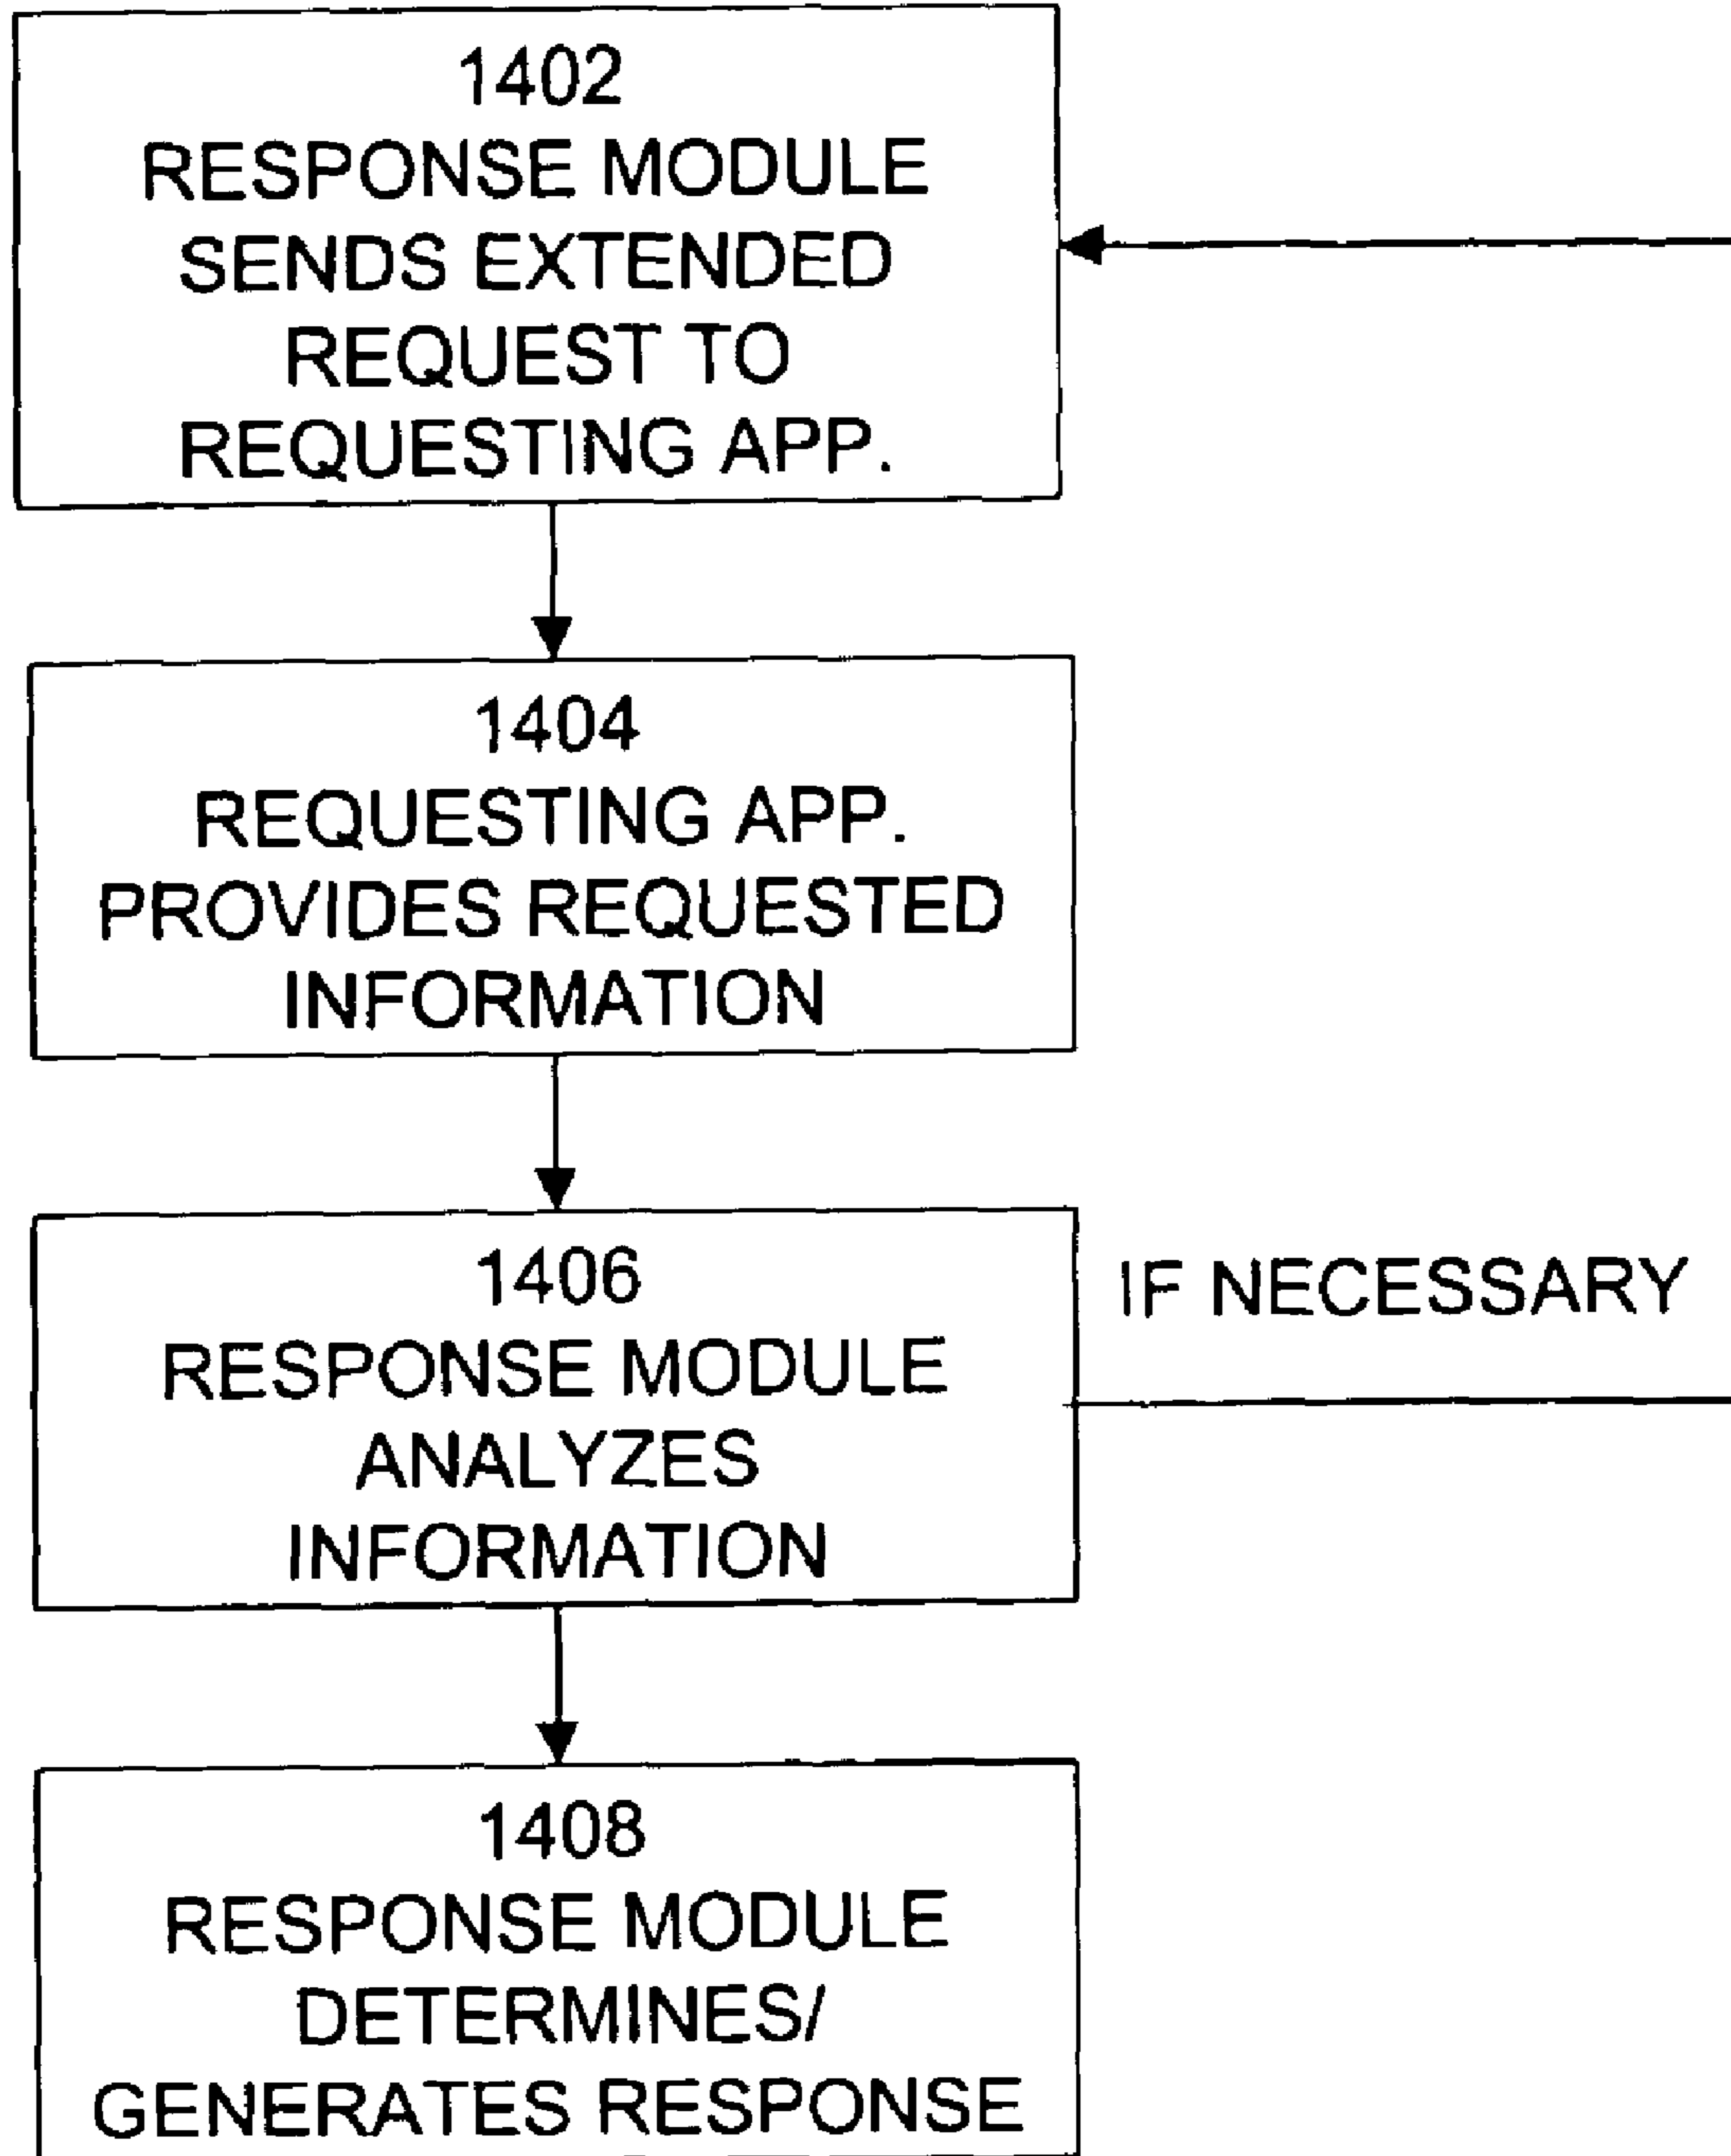 1402
RESPONSE MODULE
SENDS EXTENDED
REQUEST TO
REQUESTING APP.
1404
REQUESTING APP.
PROVIDES REQUESTED
INFORMATION
1406
RESPONSE MODULE
ANALYZES
INFORMATION
IF NECESSARY
1408
RESPONSE MODULE
DETERMINES/
GENERATES RESPONSE